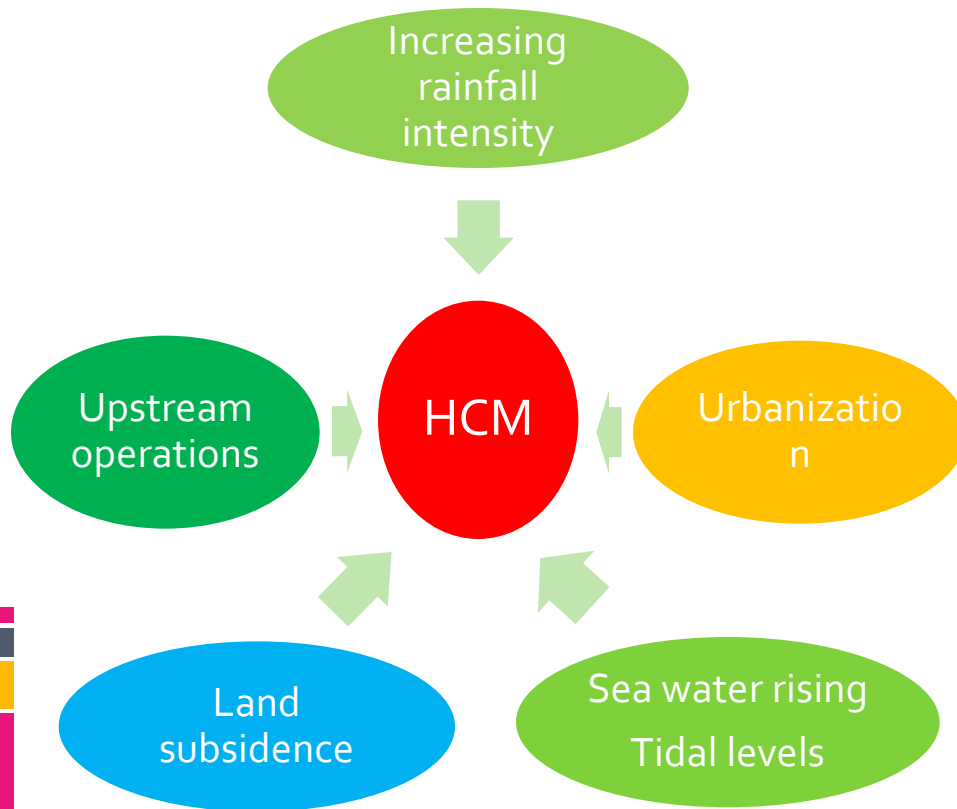 Increasing
rainfall
intensity
Upstream
operations
HCM
Urbanizatio
n
Land
subsidence
Sea water rising
Tidal levels